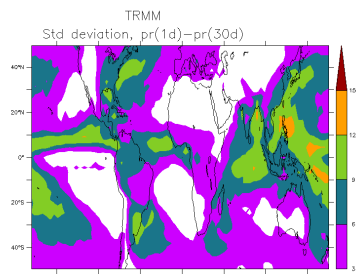 TRMM
Std deviation, pr(1d)−pr(30d)
40°N
20°N
0°
20°S
40°S
15
12
9
6
3